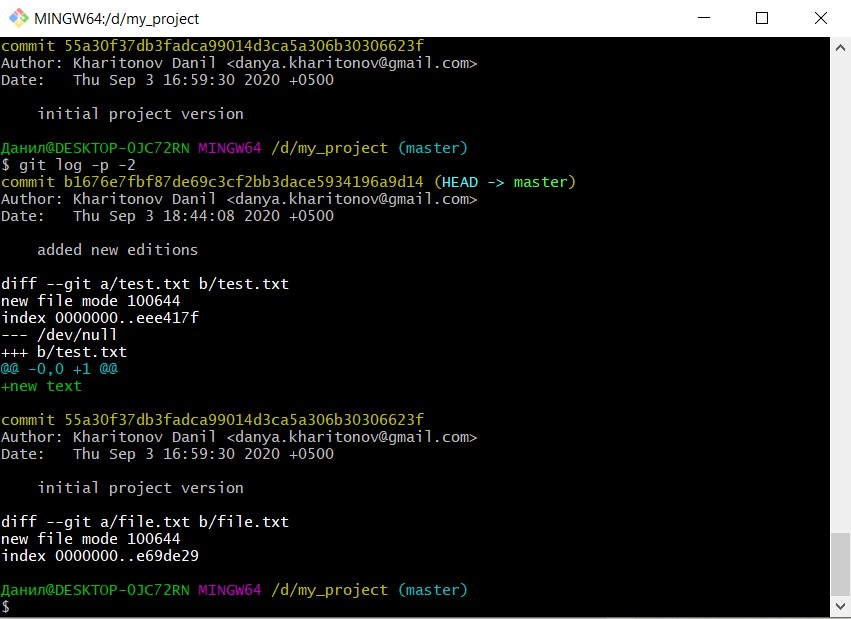 MINGW64:/d/my_project
commit 55a30f37db3fadca99014d3ca5a306b30306623f
Author: Kharitonov Danil <danya.kharitonov@gmail.com>
Date:   Thu Sep 3 16:59:30 2020 +0500
    initial project version
Данил@DESKTOP-OJC72RN MINGW64 /d/my_project (master)
$ git log -p -2
commit b1676e7fbf87de69c3cf2bb3dace5934196a9d14 (HEAD -> master)
Author: Kharitonov Danil <danya.kharitonov@gmail.com>
Date:   Thu Sep 3 18:44:08 2020 +0500
    added new editions
diff --git a/test.txt b/test.txt
new file mode 100644
index 0000000..eee417f
--- /dev/null
+++ b/test.txt
@@ -0,0 +1 @@
+new text
commit 55a30f37db3fadca99014d3ca5a306b30306623f
Author: Kharitonov Danil <danya.kharitonov@gmail.com>
Date:   Thu Sep 3 16:59:30 2020 +0500
    initial project version
diff --git a/file.txt b/file.txt
new file mode 100644
index 0000000..e69de29
Данил@DESKTOP-OJC72RN MINGW64 /d/my_project (master)
$